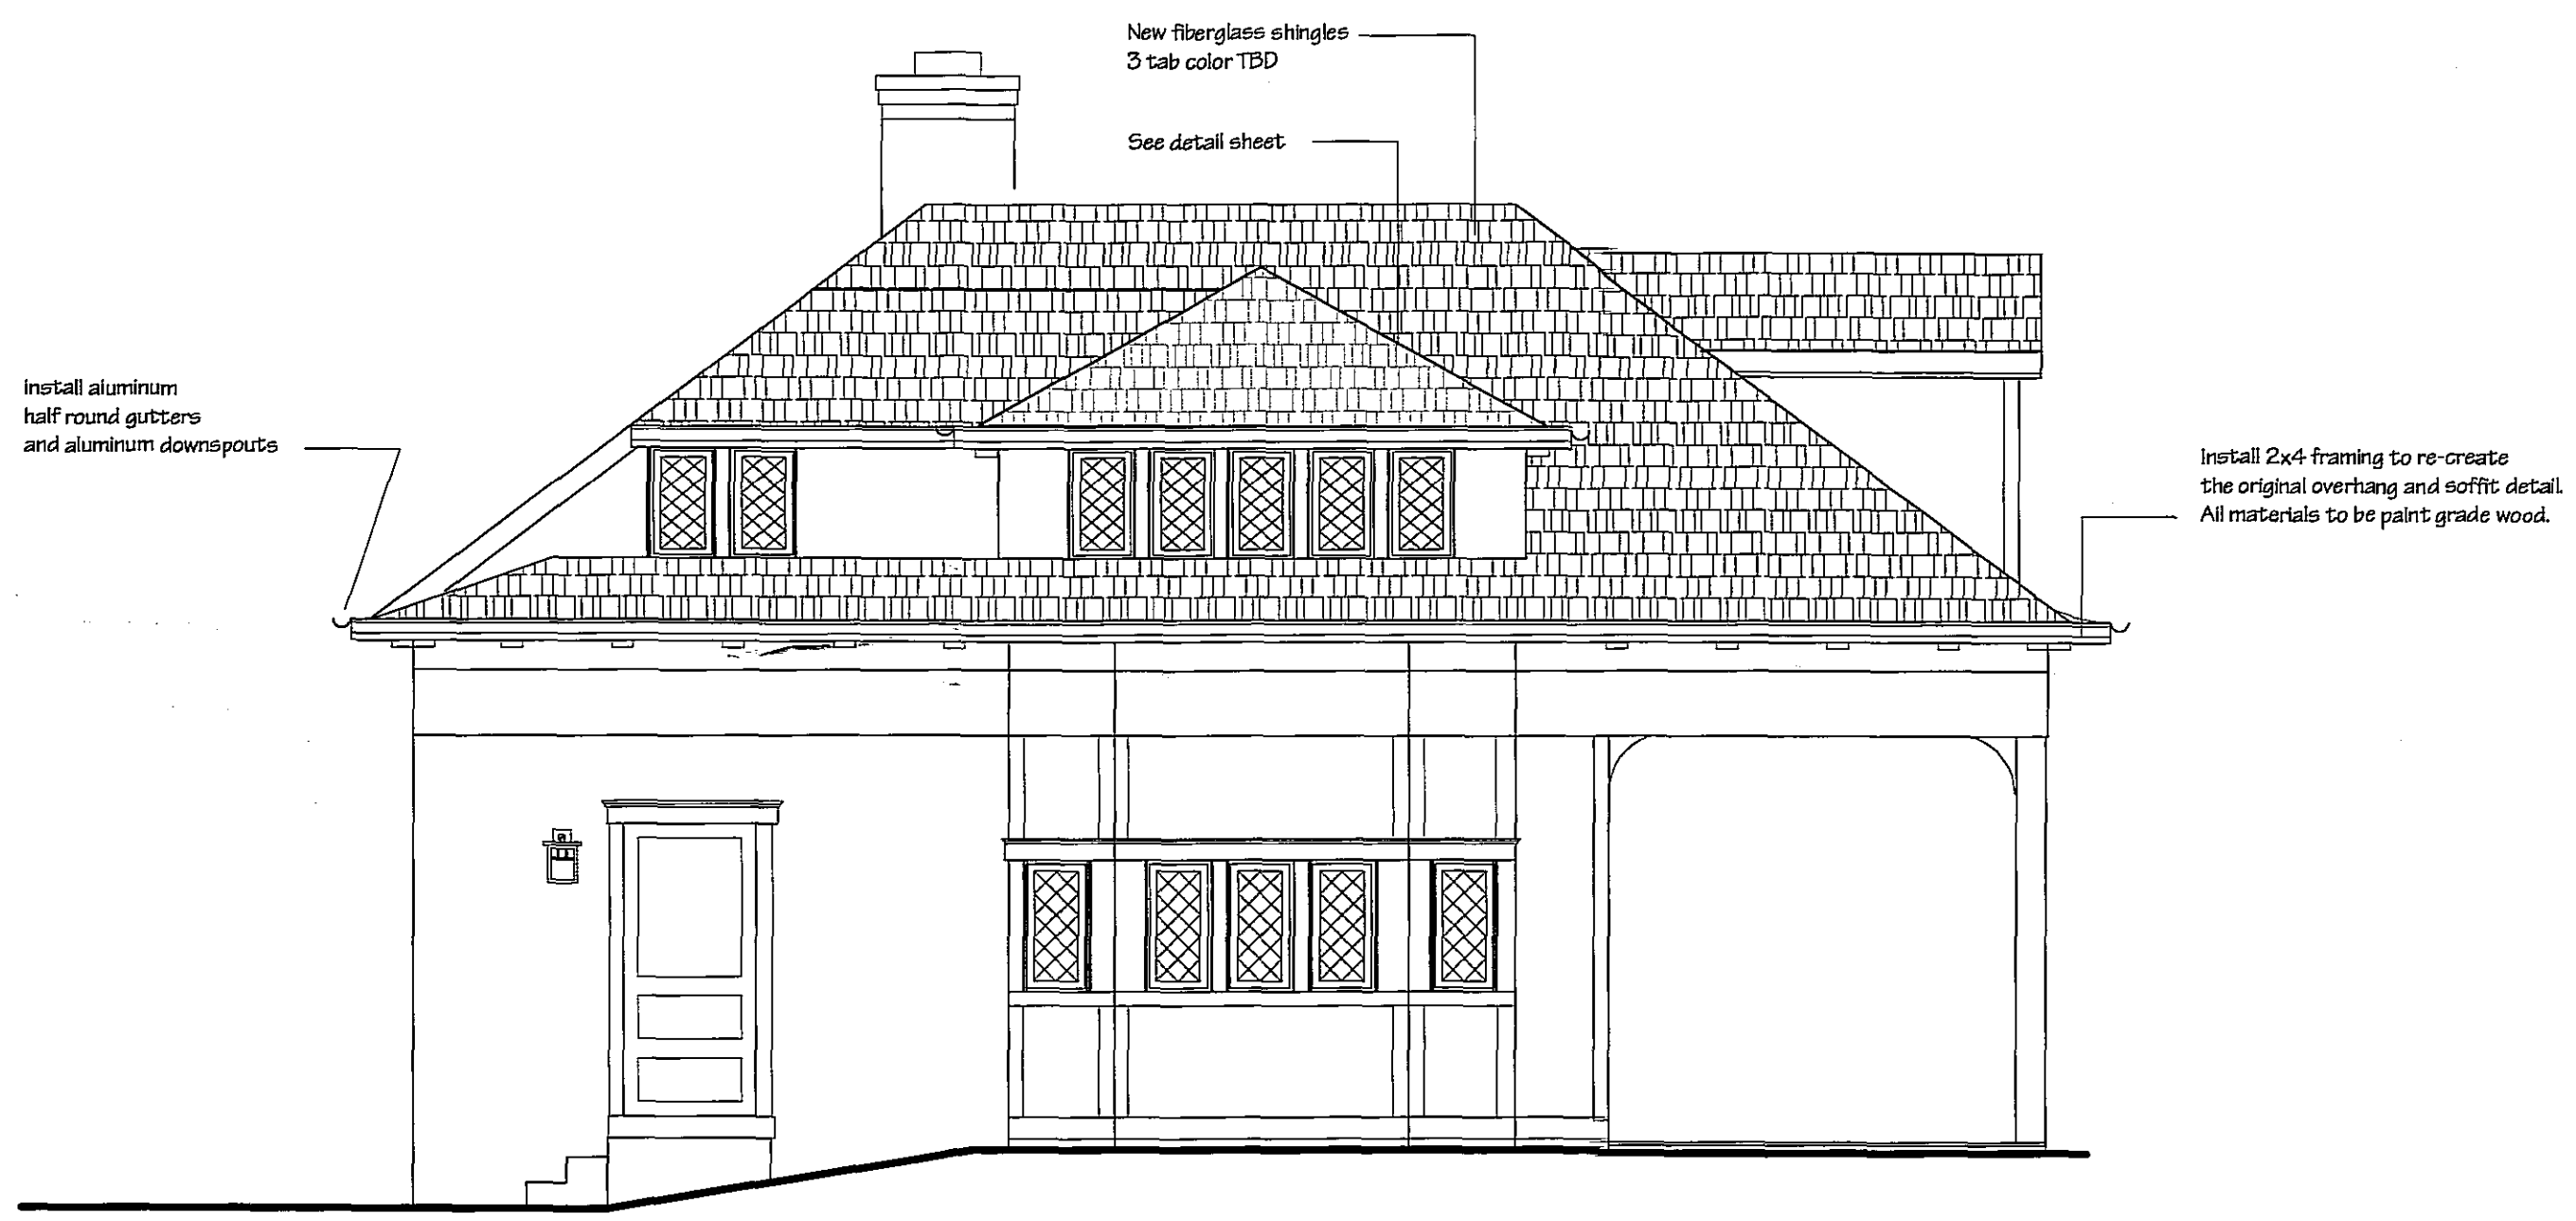 New fiberglass shingles
3 tab color TBD
See detail sheet
install aluminum
half round gutters
and aluminum downspouts
Install 2x4 framing to re-create
the original overhang and soffit detail.
All materials to be paint grade wood.